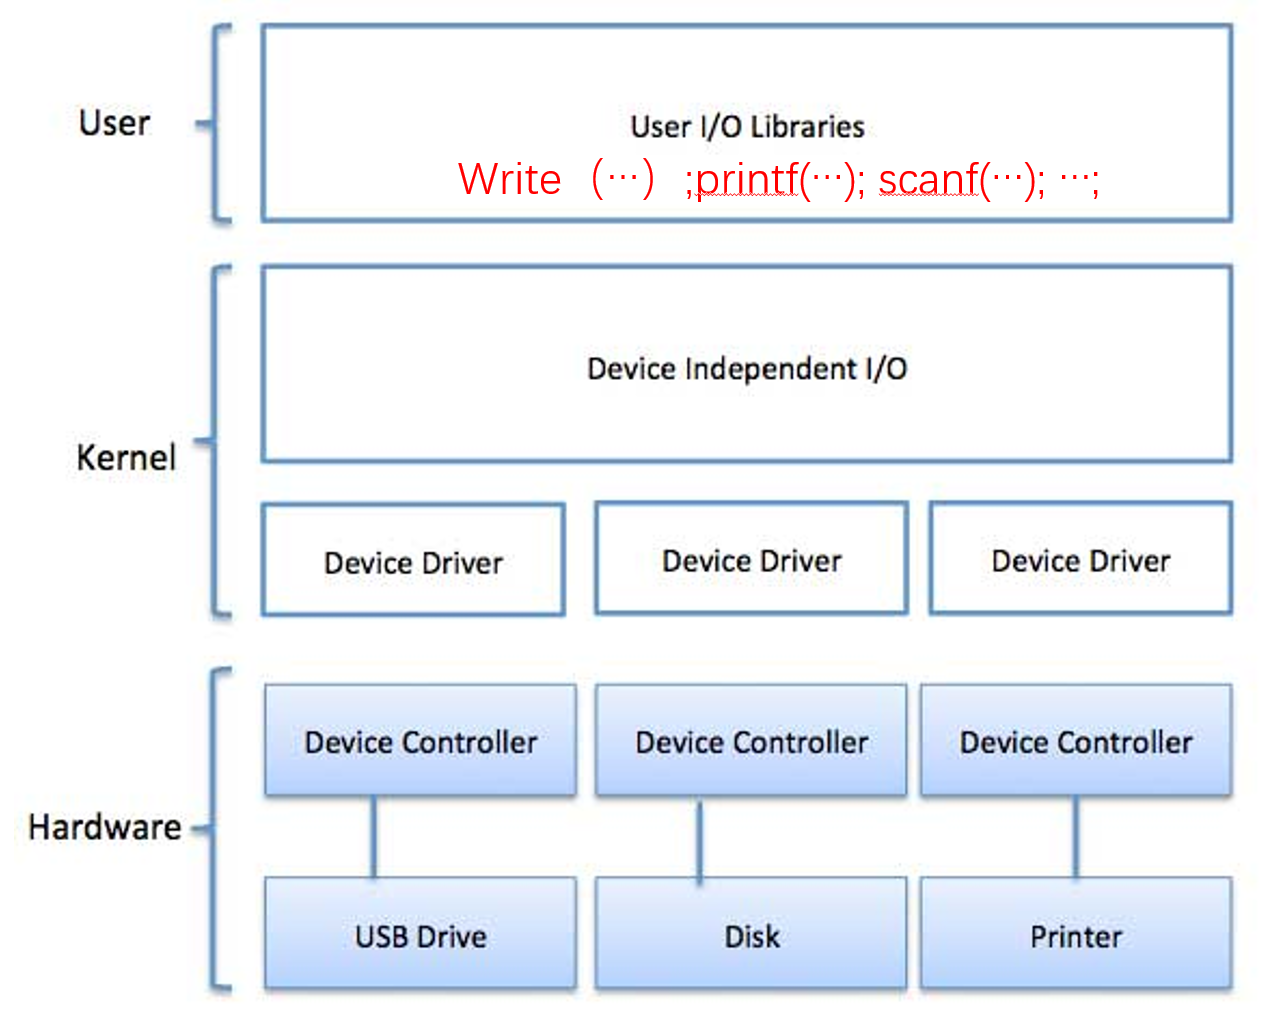 User
User I/O Libraries
Write （…） ;printf(…); scanf(…); …;
Kernel
Device Independent I/O
Device Driver Device Driver Device Driver
Hardware
Device Controller Device Controller Device Controller
USB Drive Disk Printer